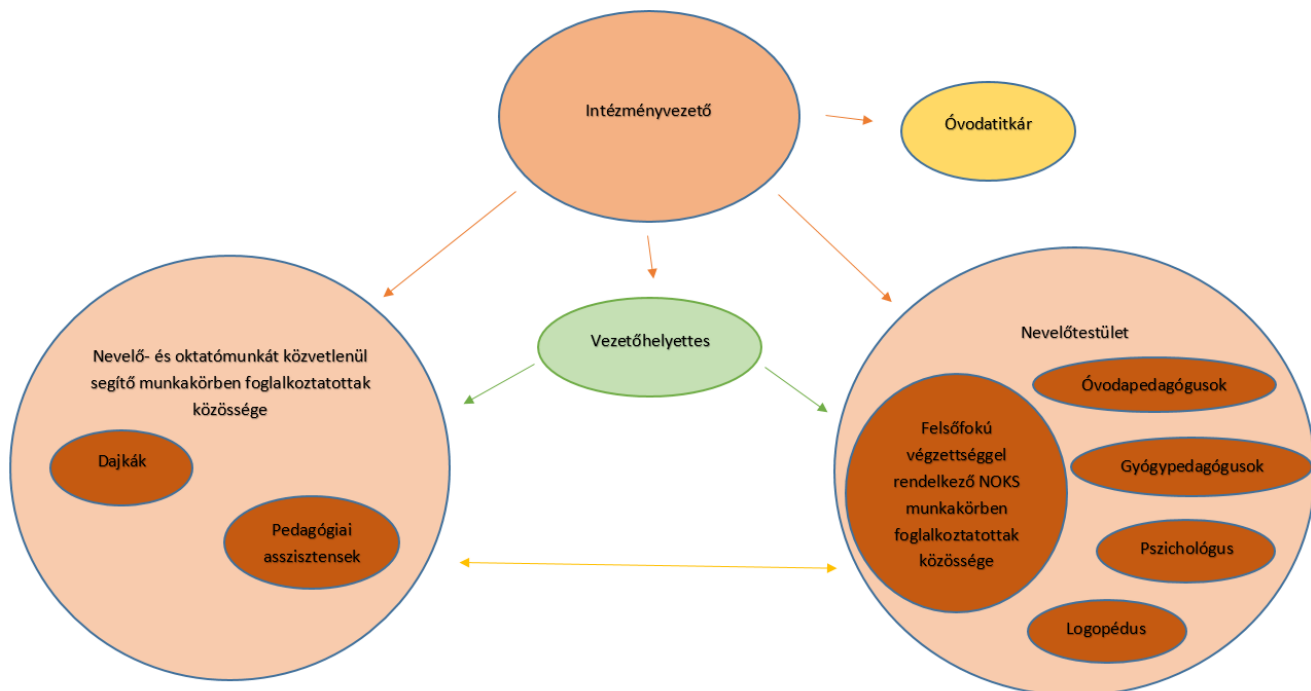 Intézményvezető
Óvodatitkár
Vezetőhelyettes
Nevelő- és oktatómunkát közvetlenül
segítő munkakörben foglalkoztatottak
közössége
Dajkák
Pedagógiai
asszisztensek
Nevelőtestület
Óvodapedagógusok
Felsőfokú
végzettséggel
rendelkező NOKS
munkakörben
foglalkoztatottak
közössége
Gyógypedagógusok
Pszichológus
Logopédus